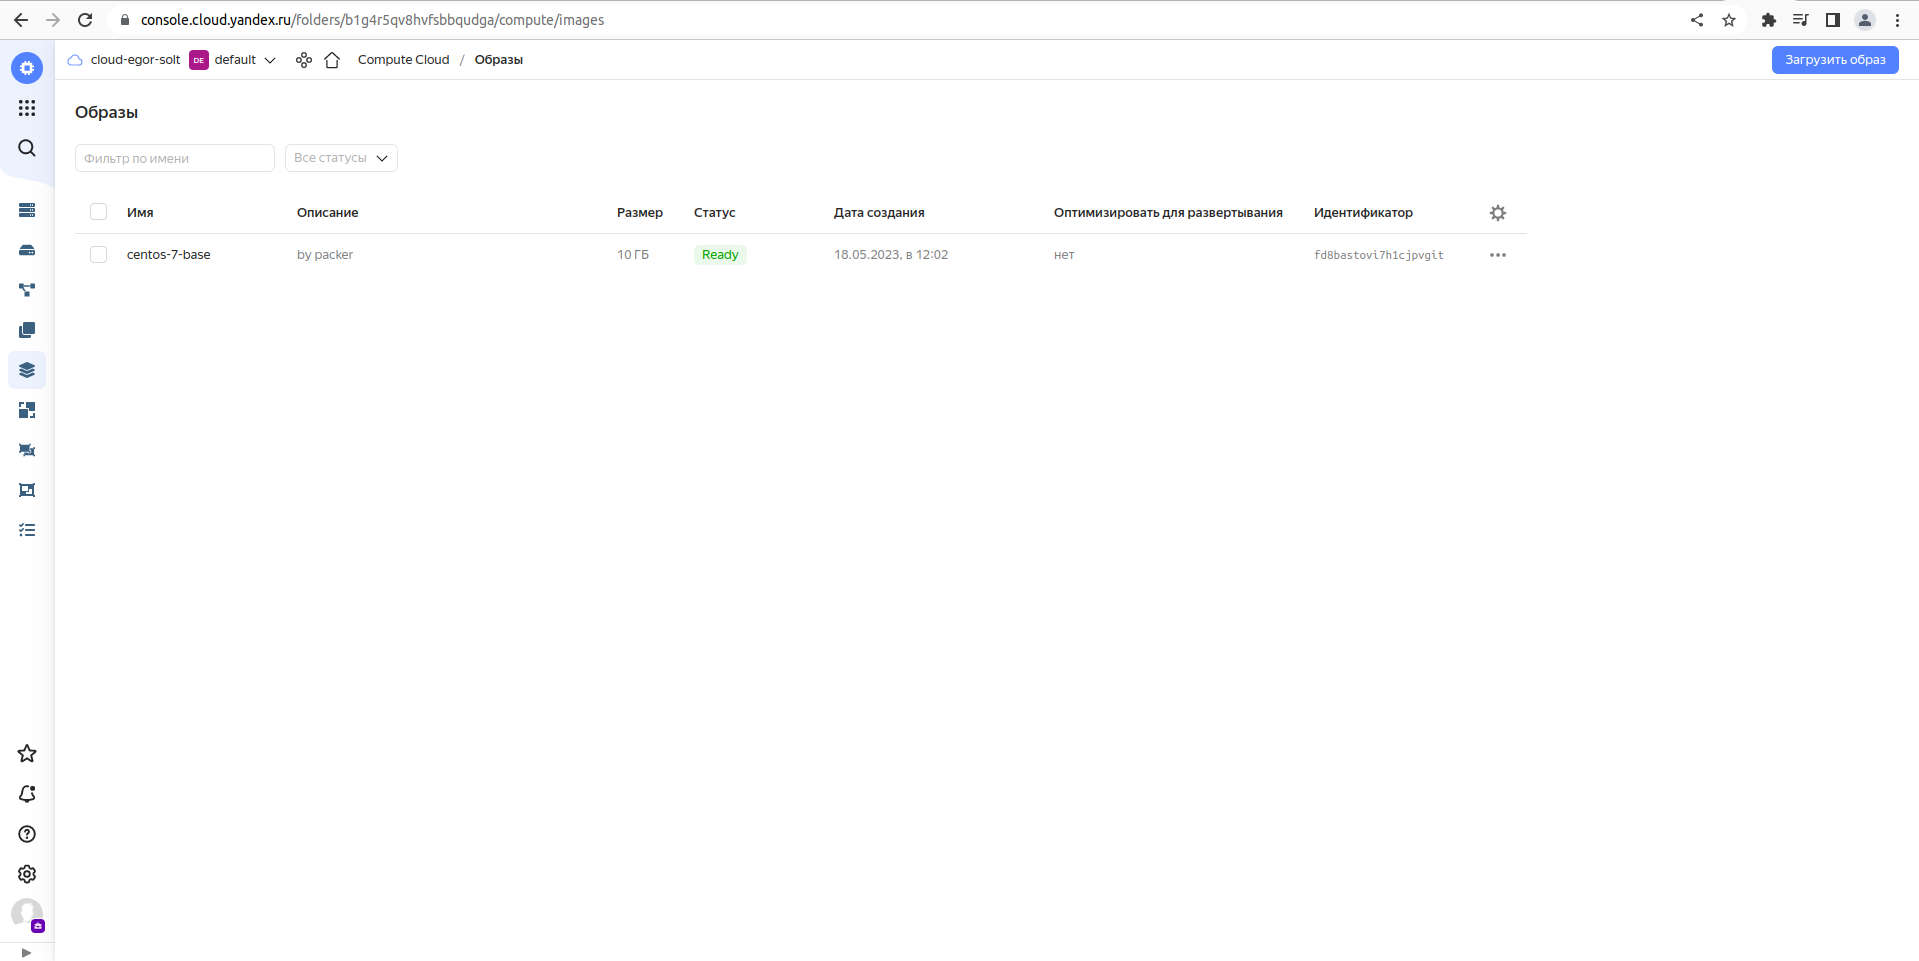 console.cloud.yandex.ru/folders/b1g4r5qv8hvfsbbqudga/compute/images
cloud-egor-solt DE default Compute Cloud / Образы Загрузить образ
Образы
Фильтр по имени Все статусы
Имя Описание Размер Статус Дата создания Оптимизировать для развертывания Идентификатор
centos-7-base by packer 10 ГБ Ready 18.05.2023, в 12:02 нет fd8bastovi7h1cjpvgit